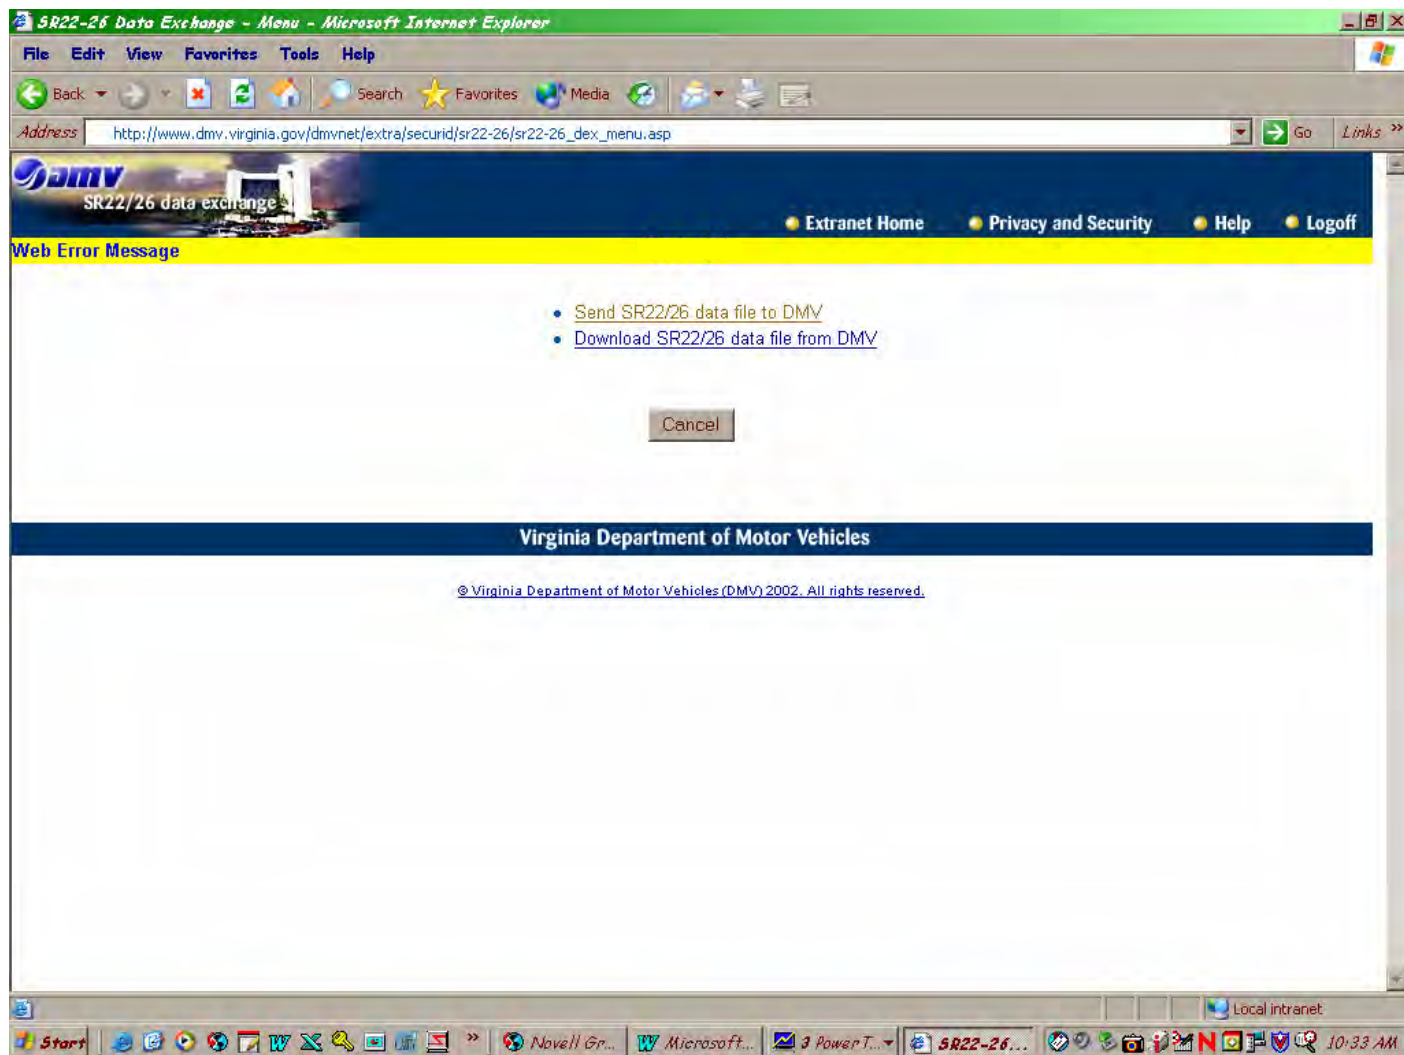 SR22-26 Data Exchange - Menu - Microsoft Internet Explorer
File Edit View Favorites Tools Help
Back Search Favorites Media
Address http://www.dmv.virginia.gov/dmvnet/extra/securid/sr22-26/sr22-26_dex_menu.asp Go Links »
dmv
SR22/26 data exchange
Extranet Home Privacy and Security Help Logoff
Web Error Message
• Send SR22/26 data file to DMV
• Download SR22/26 data file from DMV
Cancel
Virginia Department of Motor Vehicles
© Virginia Department of Motor Vehicles (DMV) 2002. All rights reserved.
Local intranet
Start » Novell Gr... Microsoft... 3 Power T... SR22-26... 10:33 AM